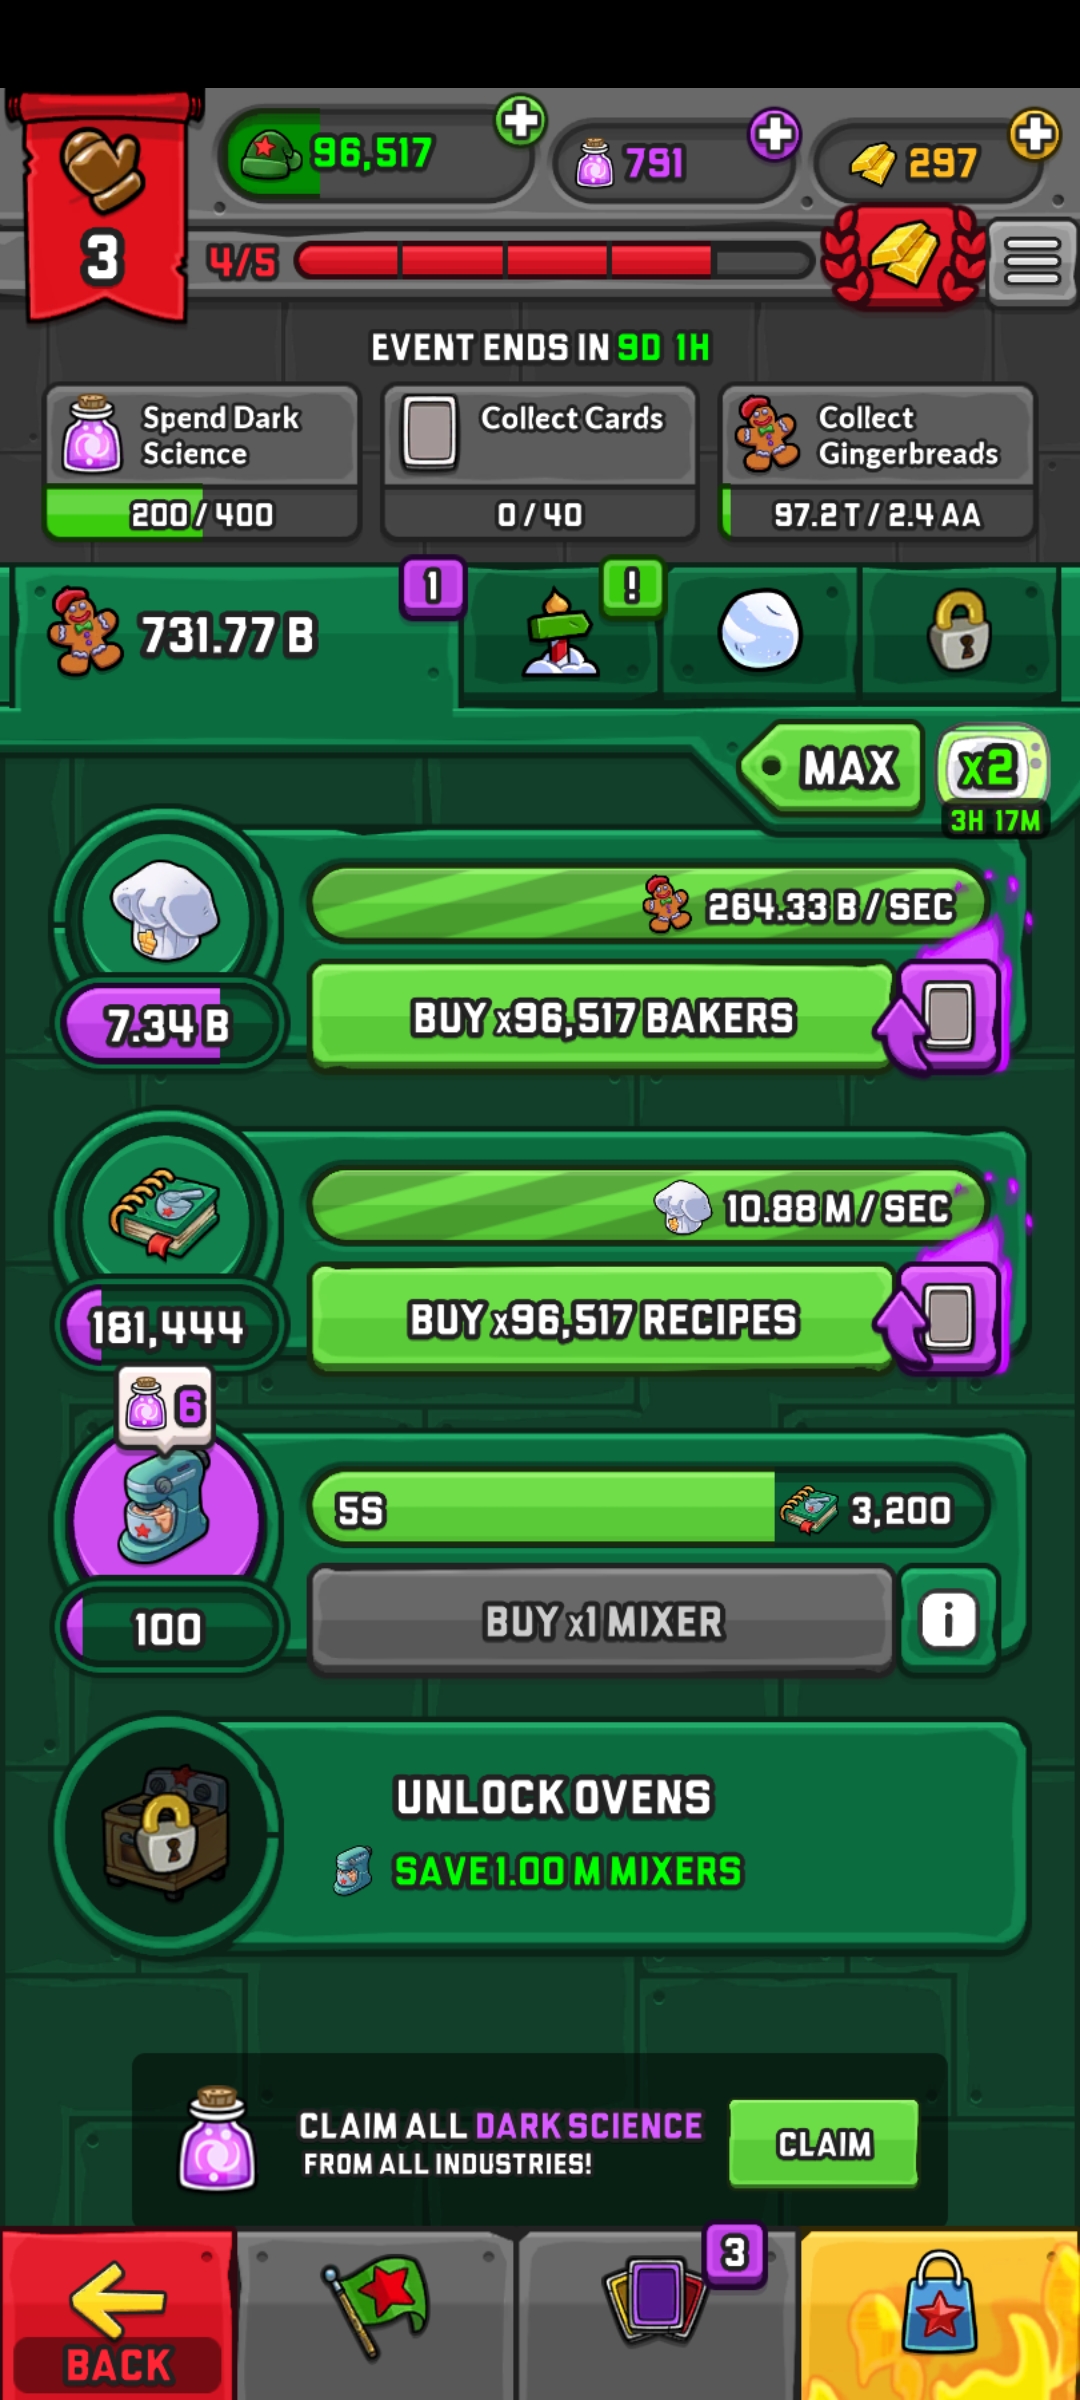 96,517
791
297
3
4/5
EVENT ENDS IN 9D 1H
Spend Dark
Science
200 / 400
Collect Cards
0 / 40
Collect
Gingerbreads
97.2 T / 2.4 AA
731.77 B
1
!
MAX
x2
3H 17M
264.33 B / SEC
7.34 B
BUY x96,517 BAKERS
10.88 M / SEC
181,444
BUY x96,517 RECIPES
6
5S
3,200
100
BUY x1 MIXER
i
UNLOCK OVENS
SAVE 1.00 M MIXERS
CLAIM ALL DARK SCIENCE
FROM ALL INDUSTRIES!
CLAIM
3
BACK